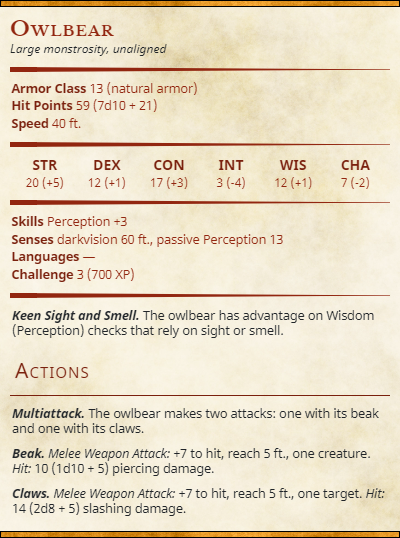 Owlbear
Large monstrosity, unaligned
Armor Class 13 (natural armor)
Hit Points 59 (7d10 + 21)
Speed 40 ft.
STR DEX CON INT WIS CHA
20 (+5) 12 (+1) 17 (+3) 3 (-4) 12 (+1) 7 (-2)
Skills Perception +3
Senses darkvision 60 ft., passive Perception 13
Languages —
Challenge 3 (700 XP)
Keen Sight and Smell. The owlbear has advantage on Wisdom
(Perception) checks that rely on sight or smell.
Actions
Multiattack. The owlbear makes two attacks: one with its beak
and one with its claws.
Beak. Melee Weapon Attack: +7 to hit, reach 5 ft., one creature.
Hit: 10 (1d10 + 5) piercing damage.
Claws. Melee Weapon Attack: +7 to hit, reach 5 ft., one target. Hit:
14 (2d8 + 5) slashing damage.